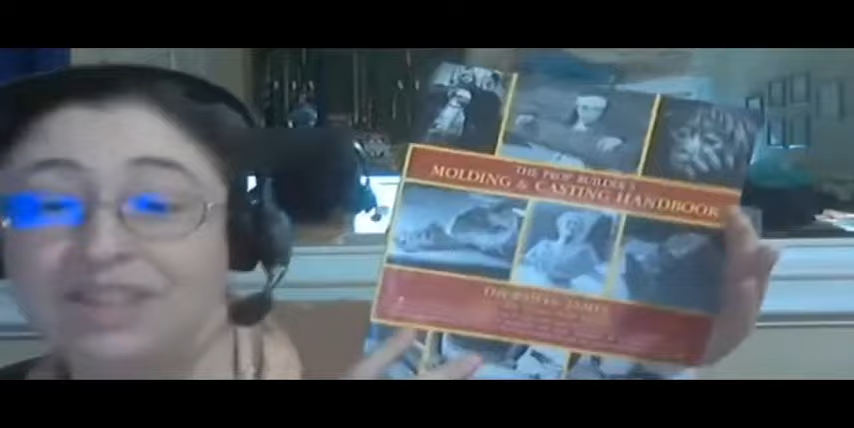 THE PROP BUILDER'S
MOLDING & CASTING HANDBOOK
THURSTON JAMES